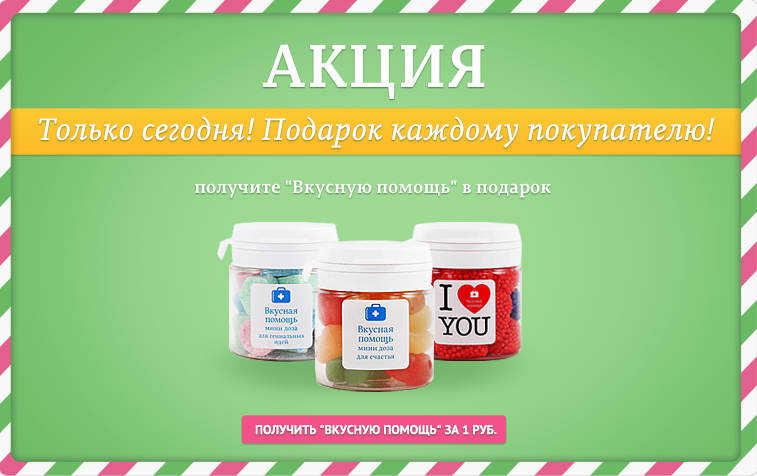 АКЦИЯ
Только сегодня! Подарок каждому покупателю!
получите "Вкусную помощь" в подарок
Вкусная
помощь
мини доза
для гениальных
идей
Вкусная
помощь
мини доза
для счастья
I
YOU
ПОЛУЧИТЬ "ВКУСНУЮ ПОМОЩЬ" ЗА 1 РУБ.